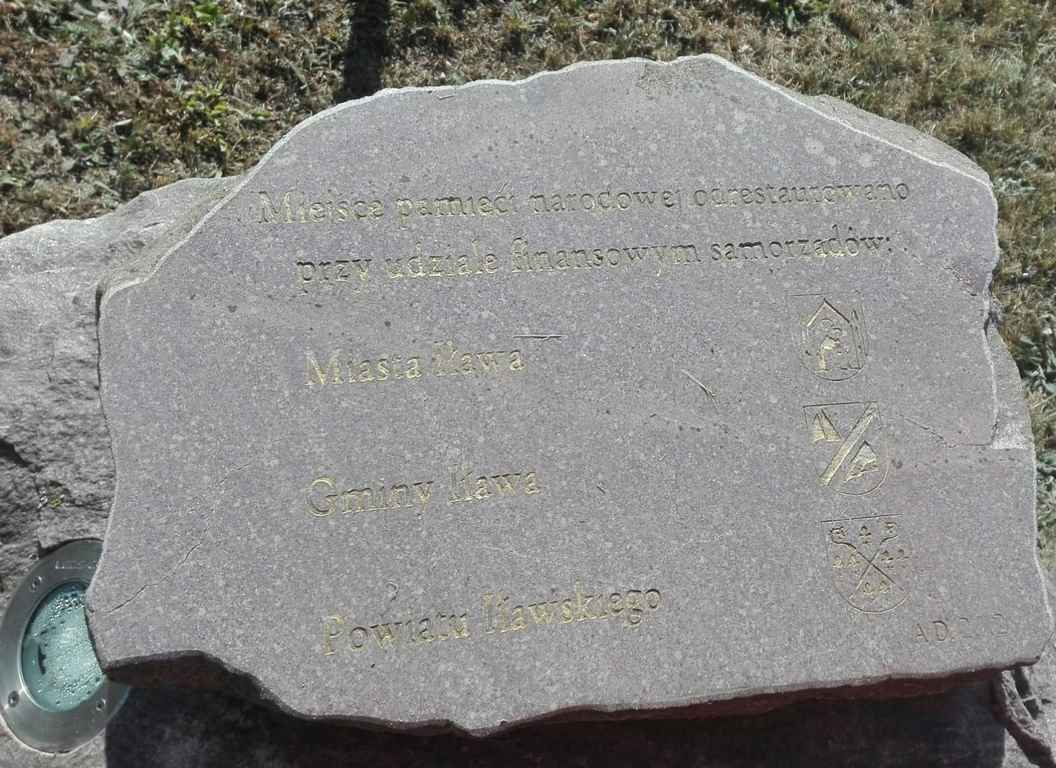 Miejsce pamięci narodowej odrestaurowano
przy udziale finansowym samorządów:
Miasta Iława
Gminy Iława
Powiatu Iławskiego
A.D.